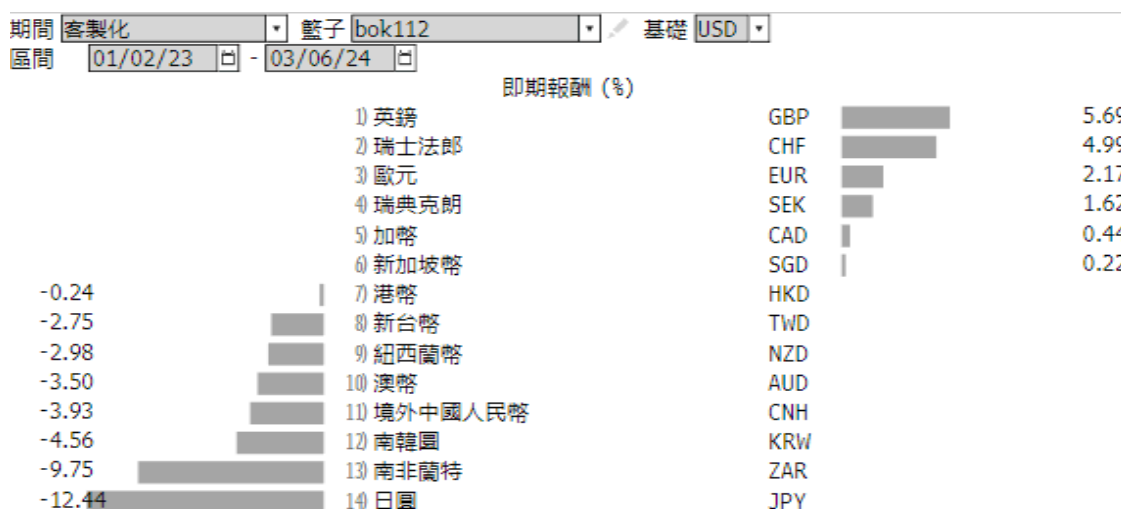 期間 客製化 籃子 bok112 基礎 USD
區間 01/02/23 - 03/06/24
即期報酬 (%)
1) 英鎊 GBP 5.69
2) 瑞士法郎 CHF 4.99
3) 歐元 EUR 2.17
4) 瑞典克朗 SEK 1.62
5) 加幣 CAD 0.44
6) 新加坡幣 SGD 0.22
-0.24 7) 港幣 HKD
-2.75 8) 新台幣 TWD
-2.98 9) 紐西蘭幣 NZD
-3.50 10) 澳幣 AUD
-3.93 11) 境外中國人民幣 CNH
-4.56 12) 南韓圓 KRW
-9.75 13) 南非蘭特 ZAR
-12.44 14) 日圓 JPY